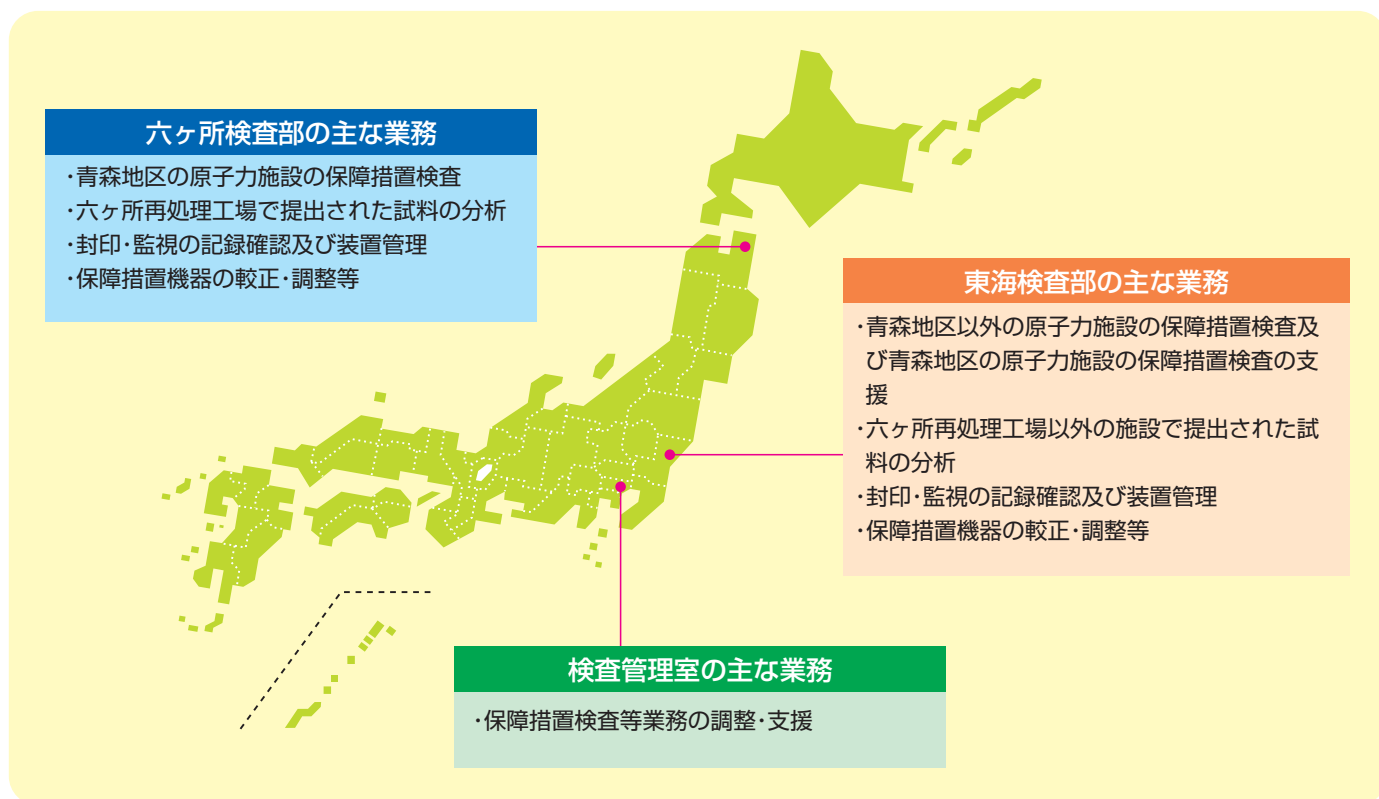 六ヶ所検査部の主な業務
・青森地区の原子力施設の保障措置検査
・六ヶ所再処理工場で提出された試料の分析
・封印・監視の記録確認及び装置管理
・保障措置機器の較正・調整等
東海検査部の主な業務
・青森地区以外の原子力施設の保障措置検査及
び青森地区の原子力施設の保障措置検査の支
援
・六ヶ所再処理工場以外の施設で提出された試
料の分析
・封印・監視の記録確認及び装置管理
・保障措置機器の較正・調整等
検査管理室の主な業務
・保障措置検査等業務の調整・支援